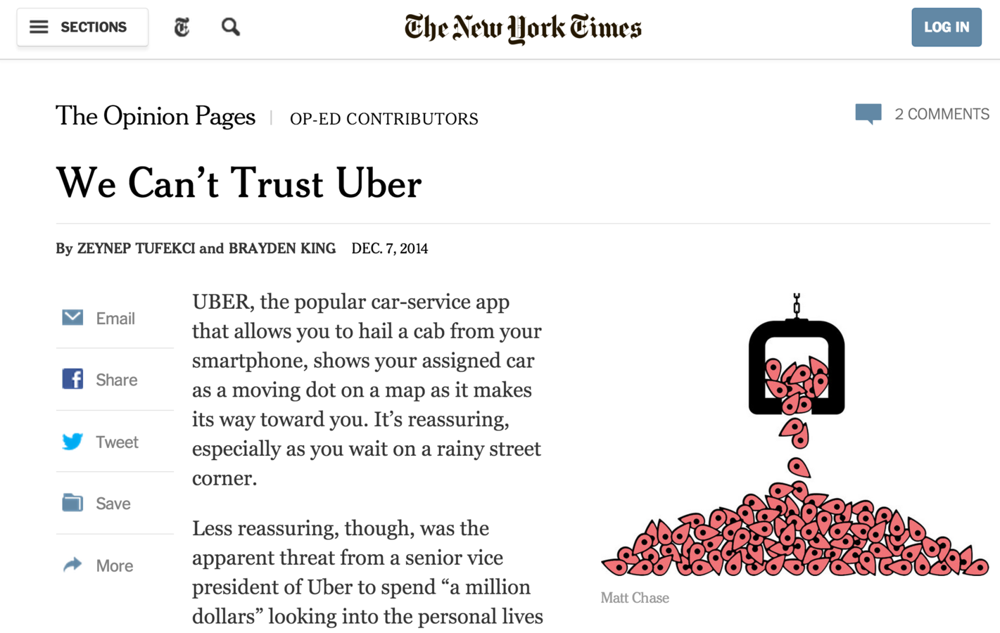 SECTIONS
The New York Times
LOG IN
The Opinion Pages | OP-ED CONTRIBUTORS
2 COMMENTS
We Can't Trust Uber
By ZEYNEP TUFEKCI and BRAYDEN KING DEC. 7, 2014
Email
Share
Tweet
Save
More
UBER, the popular car-service app
that allows you to hail a cab from your
smartphone, shows your assigned car
as a moving dot on a map as it makes
its way toward you. It's reassuring,
especially as you wait on a rainy street
corner.
Less reassuring, though, was the
apparent threat from a senior vice
president of Uber to spend “a million
dollars” looking into the personal lives
Matt Chase